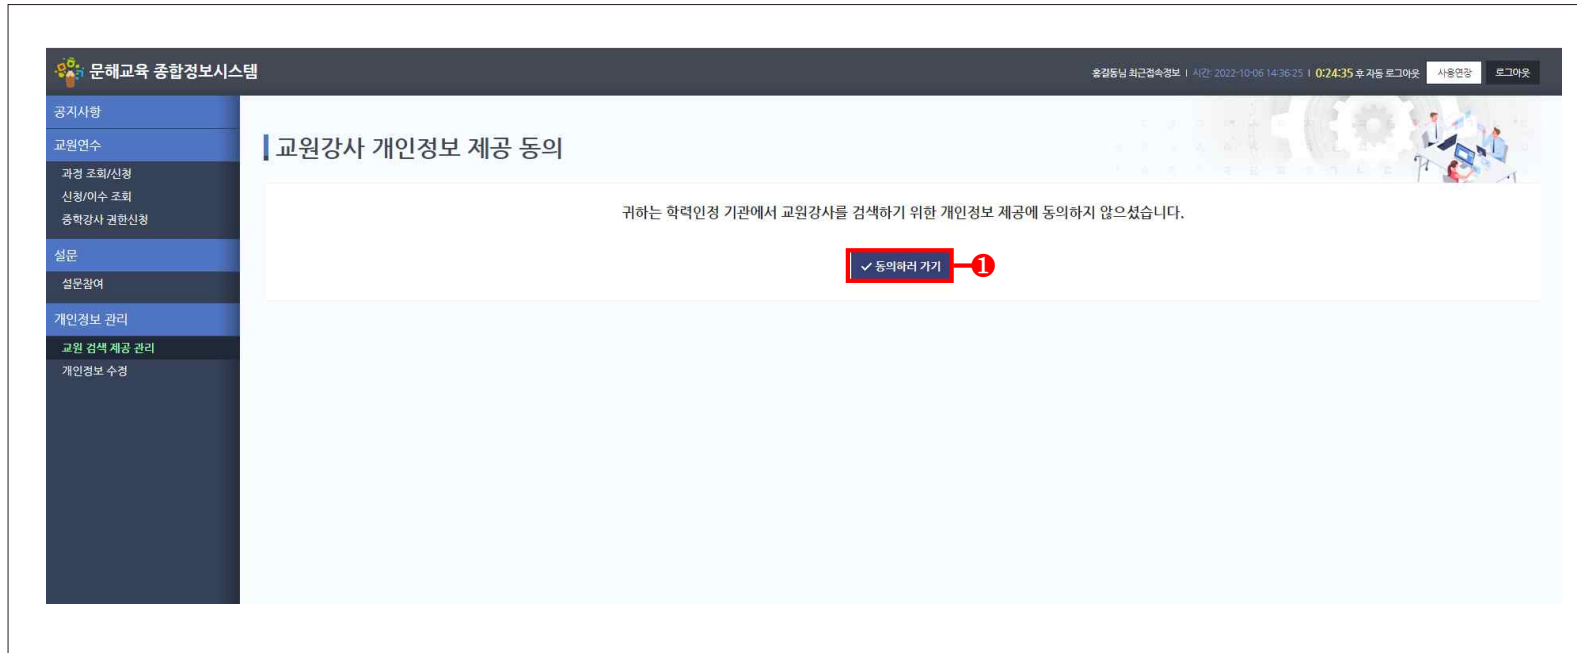 문해교육 종합정보시스템
홍길동님 최근접속정보 | 시간: 2022-10-06 14:36:25 | 0:24:35 후 자동 로그아웃 사용연장 로그아웃
공지사항
교원연수
과정 조회/신청
신청/이수 조회
중학강사 권한신청
설문
설문참여
개인정보 관리
교원 검색 제공 관리
개인정보 수정
교원강사 개인정보 제공 동의
귀하는 학력인정 기관에서 교원강사를 검색하기 위한 개인정보 제공에 동의하지 않으셨습니다.
✓ 동의하러 가기
❶